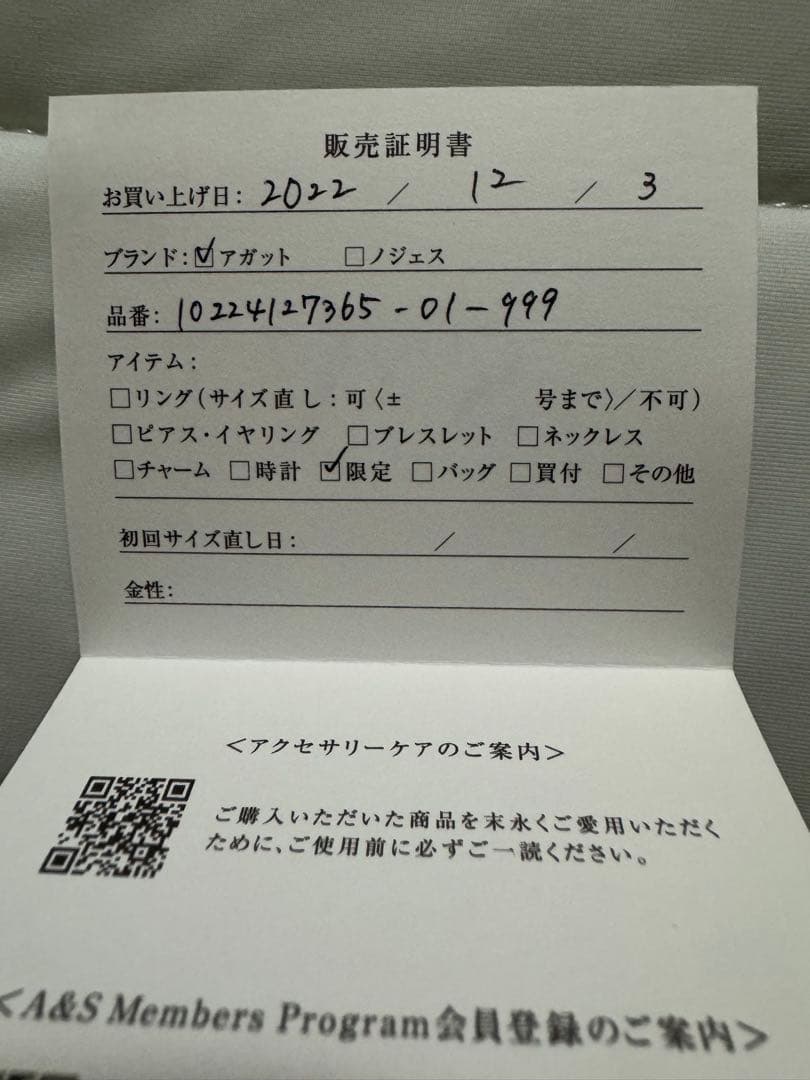 販売証明書
お買い上げ日: 2022 / 12 / 3
ブランド: ☑アガット □ノジェス
品番: 10224127365-01-999
アイテム:
□リング(サイズ直し:可〈± 号まで〉/不可)
□ピアス・イヤリング □ブレスレット □ネックレス
□チャーム □時計 ☑限定 □バッグ □買付 □その他
初回サイズ直し日: / /
金性:
<アクセサリーケアのご案内>
ご購入いただいた商品を末永くご愛用いただく
ために、ご使用前に必ずご一読ください。
<A&S Members Program会員登録のご案内>